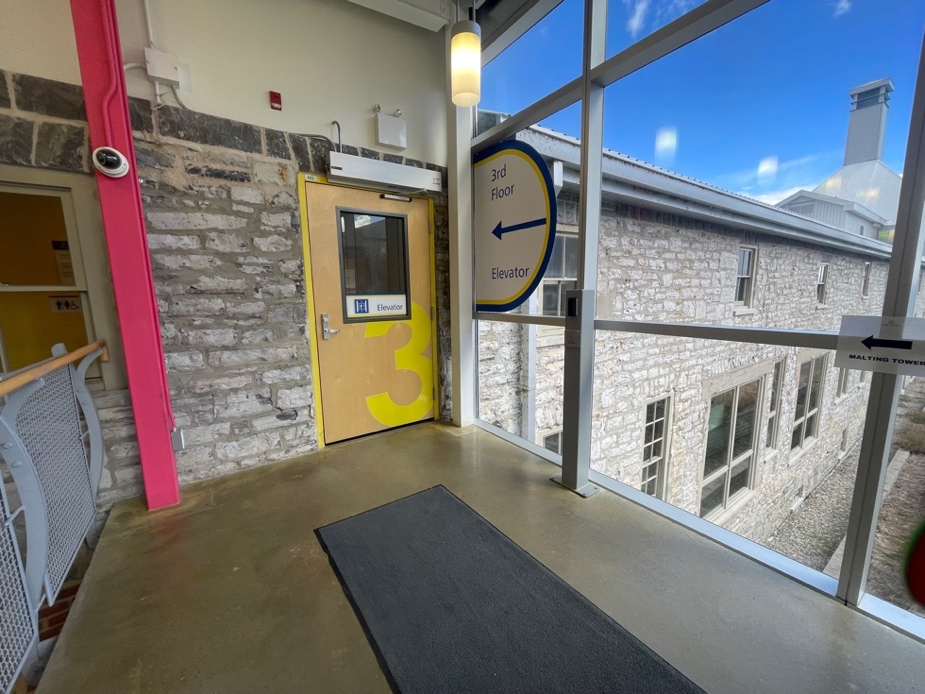 3rd
Floor
Elevator
Elevator
3
MALTING TOWER